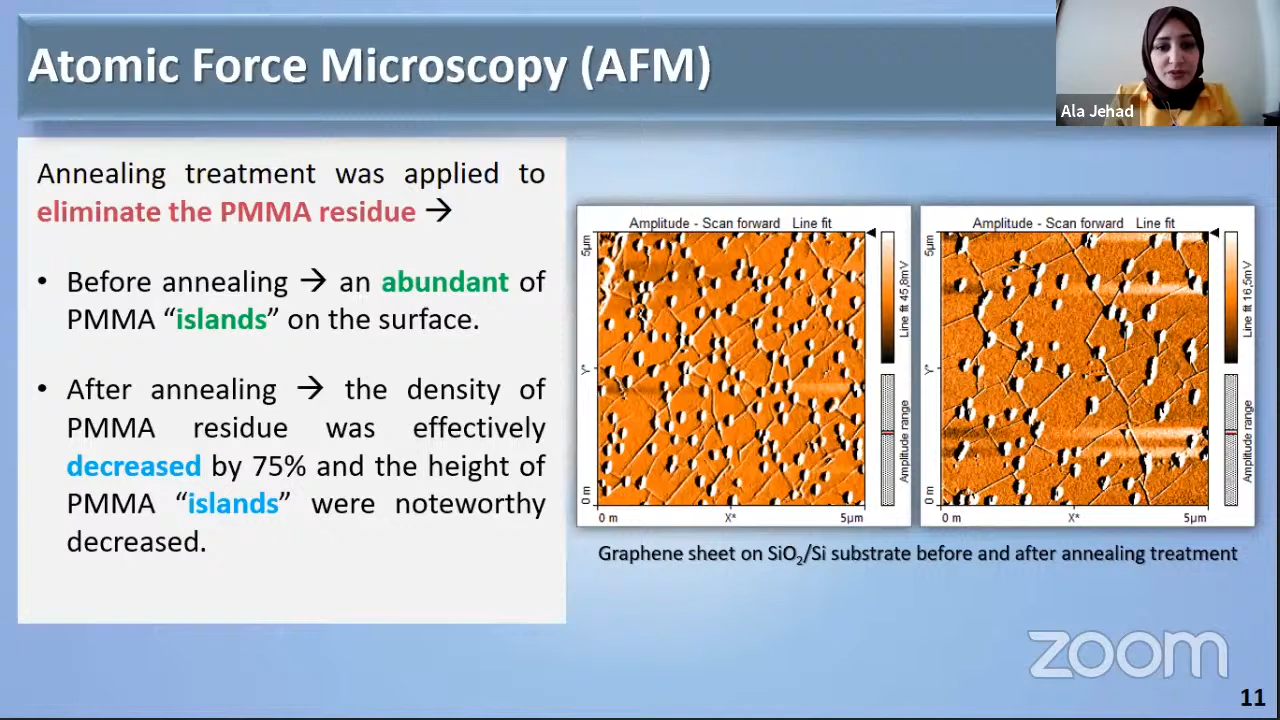 Atomic Force Microscopy (AFM)
Ala Jehad
Annealing treatment was applied to
eliminate the PMMA residue →
• Before annealing → an abundant of
PMMA “islands” on the surface.
• After annealing → the density of
PMMA residue was effectively
decreased by 75% and the height of
PMMA “islands” were noteworthy
decreased.
Amplitude - Scan forward Line fit
5µm
Y*
0 m
0 m X* 5µm
Line fit 45,8mV
Amplitude range
Amplitude - Scan forward Line fit
5µm
Y*
0 m
0 m X* 5µm
Line fit 16,5mV
Amplitude range
Graphene sheet on SiO₂/Si substrate before and after annealing treatment
zoom
11